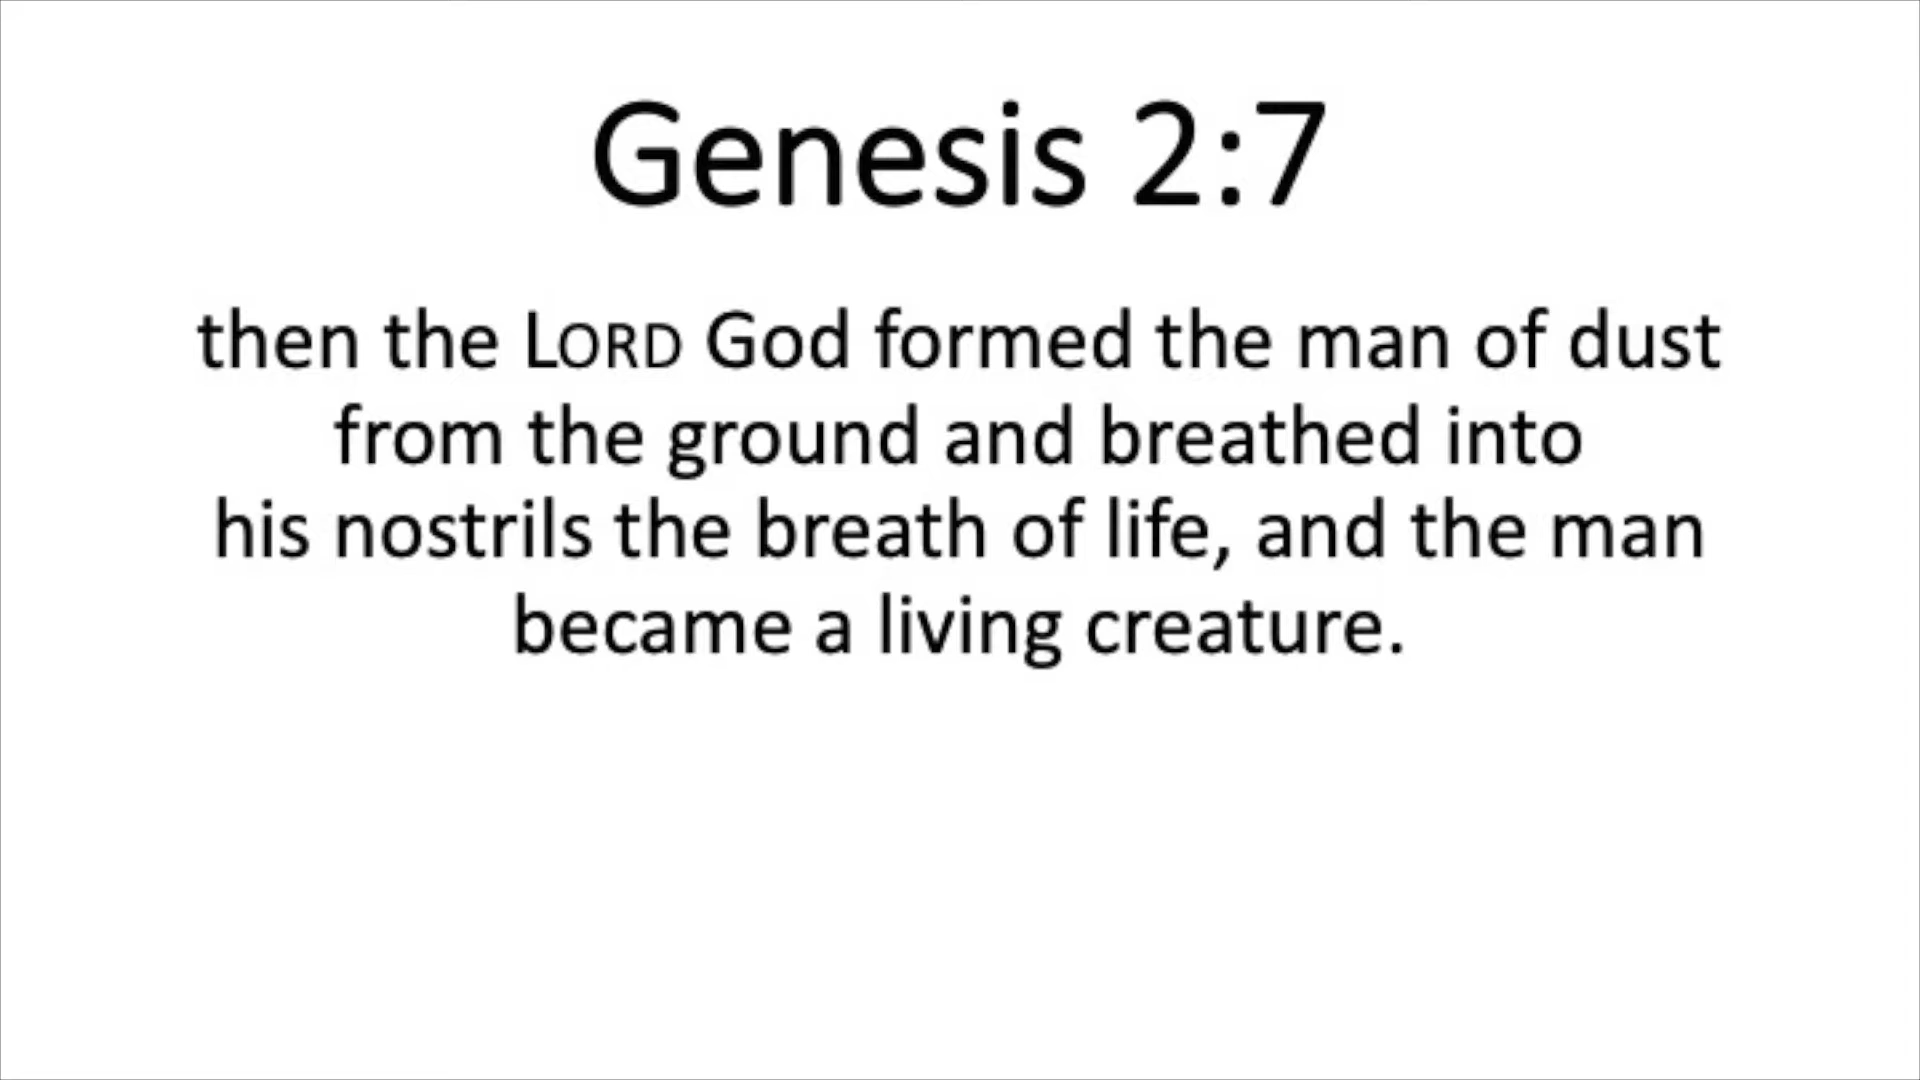 Genesis 2:7
then the LORD God formed the man of dust
from the ground and breathed into
his nostrils the breath of life, and the man
became a living creature.